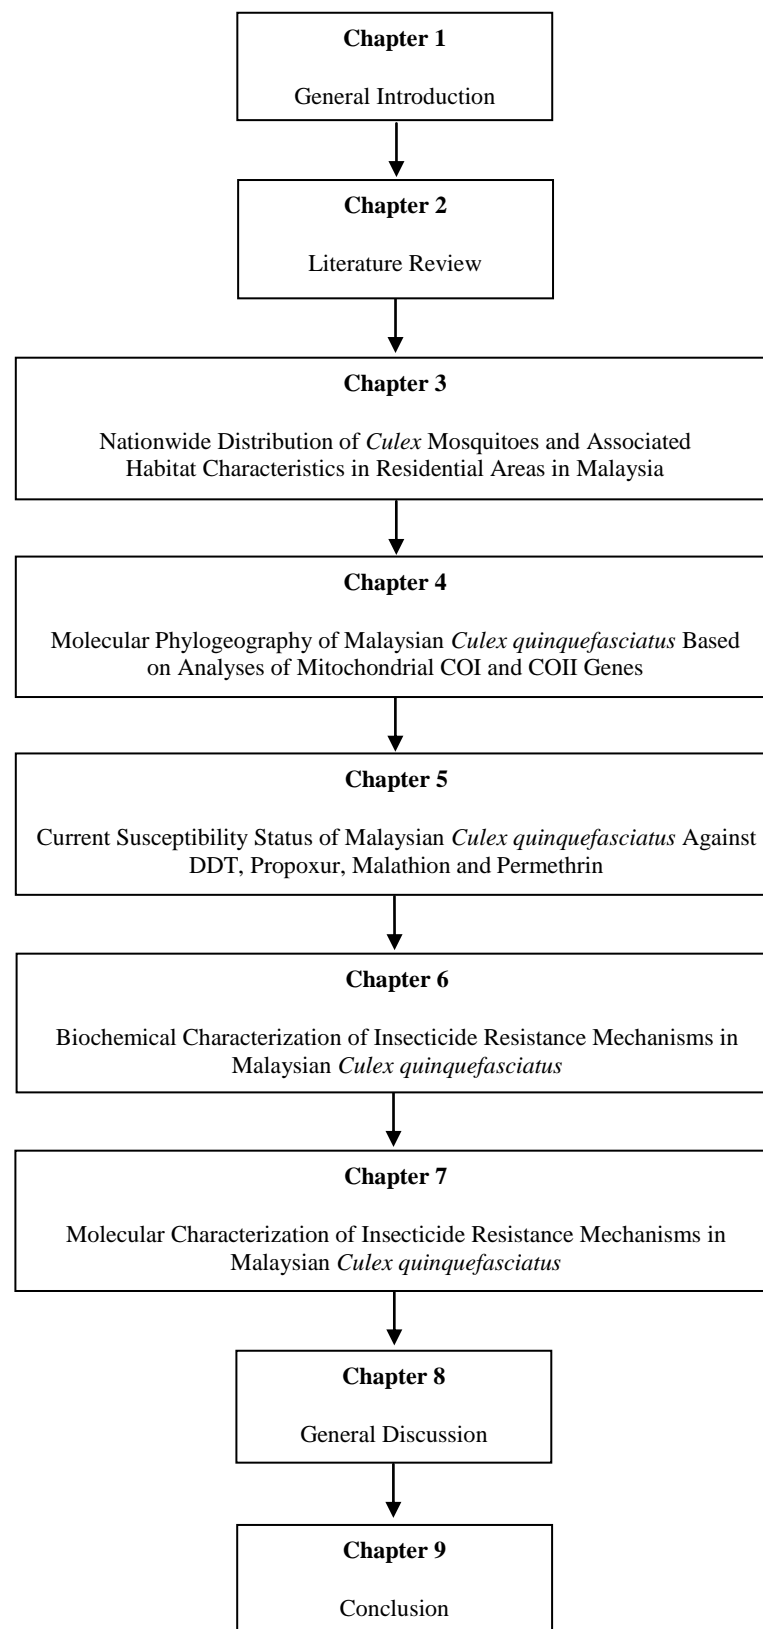 Chapter 1
General Introduction
Chapter 2
Literature Review
Chapter 3
Nationwide Distribution of Culex Mosquitoes and Associated
Habitat Characteristics in Residential Areas in Malaysia
Chapter 4
Molecular Phylogeography of Malaysian Culex quinquefasciatus Based
on Analyses of Mitochondrial COI and COII Genes
Chapter 5
Current Susceptibility Status of Malaysian Culex quinquefasciatus Against
DDT, Propoxur, Malathion and Permethrin
Chapter 6
Biochemical Characterization of Insecticide Resistance Mechanisms in
Malaysian Culex quinquefasciatus
Chapter 7
Molecular Characterization of Insecticide Resistance Mechanisms in
Malaysian Culex quinquefasciatus
Chapter 8
General Discussion
Chapter 9
Conclusion